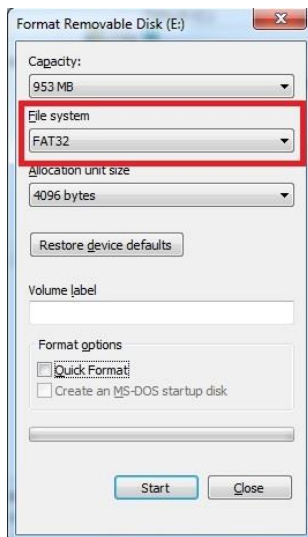 Format Removable Disk (E:)
Capacity:
953 MB
File system
FAT32
Allocation unit size
4096 bytes
Restore device defaults
Volume label
Format options
Quick Format
Create an MS-DOS startup disk
Start
Close